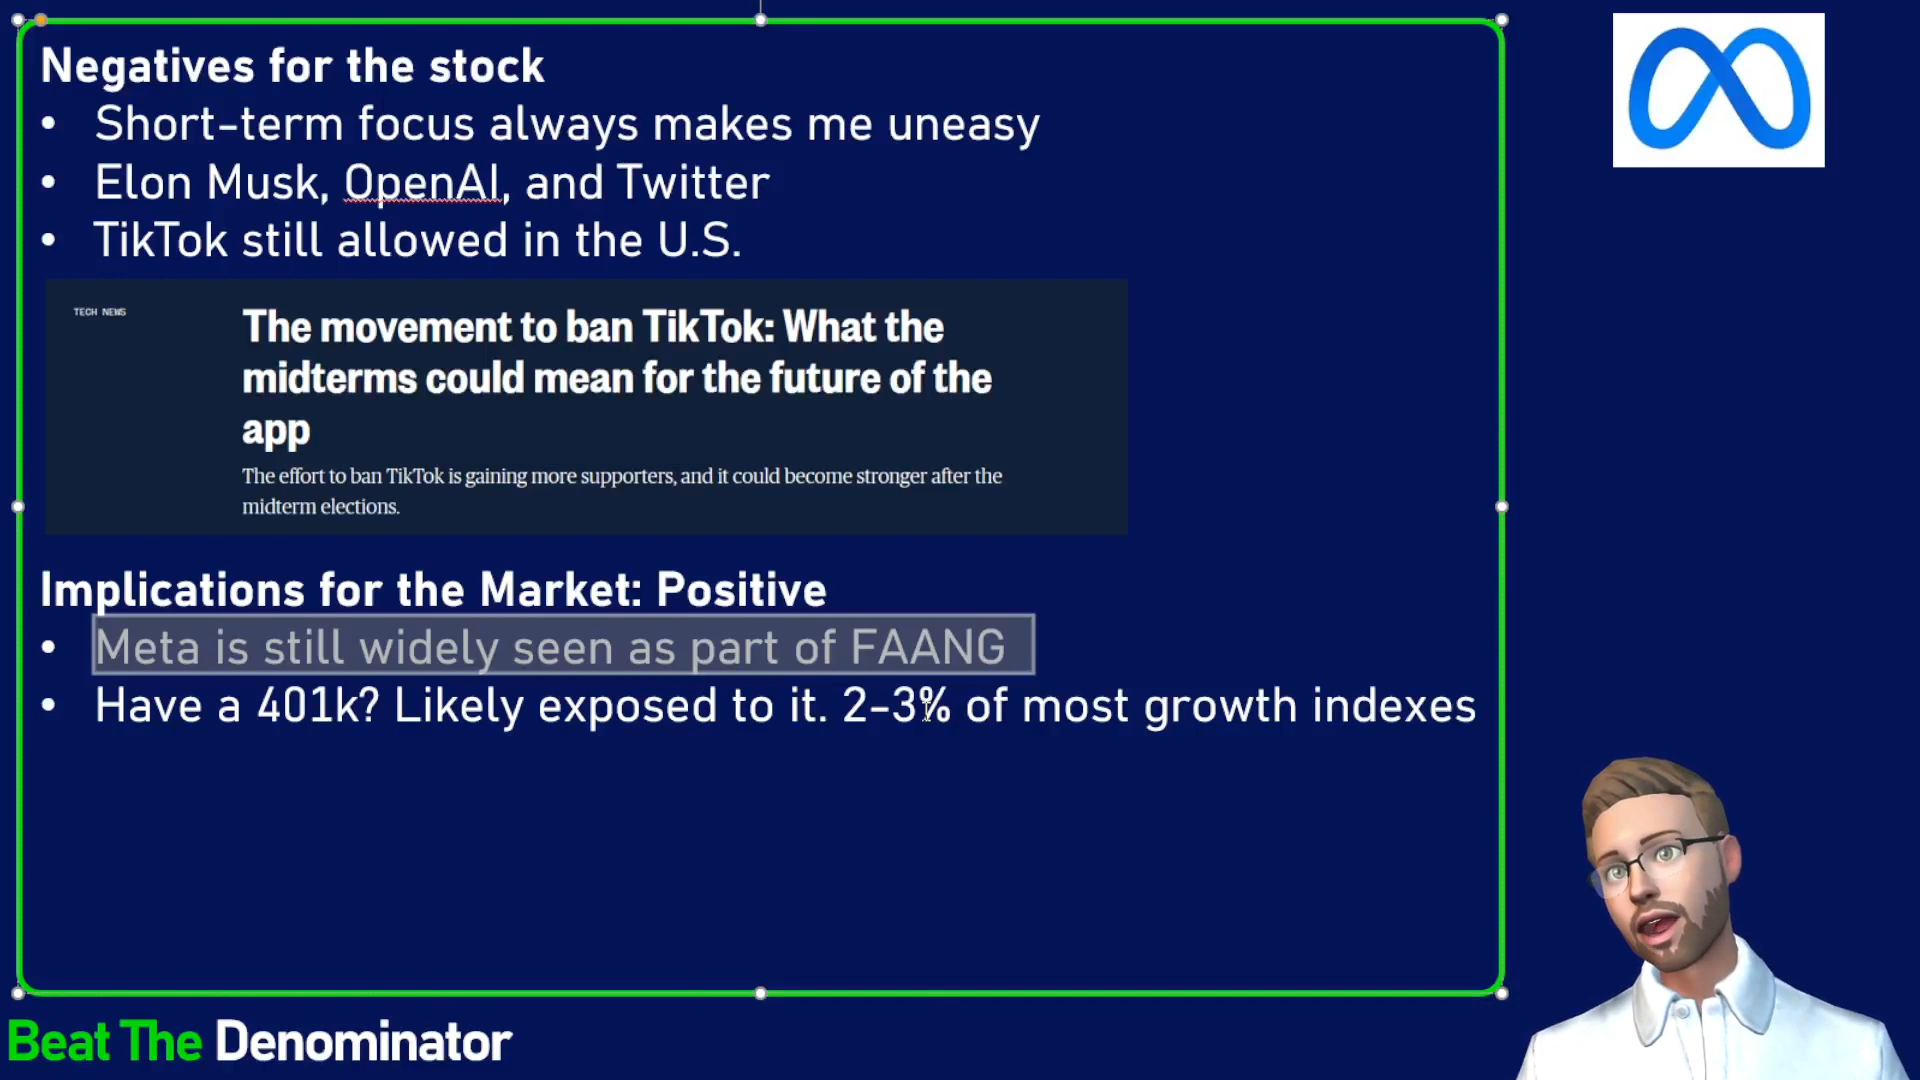 Negatives for the stock
• Short-term focus always makes me uneasy
• Elon Musk, OpenAI, and Twitter
• TikTok still allowed in the U.S.
TECH NEWS
The movement to ban TikTok: What the
midterms could mean for the future of the
app
The effort to ban TikTok is gaining more supporters, and it could become stronger after the
midterm elections.
Implications for the Market: Positive
• Meta is still widely seen as part of FAANG
• Have a 401k? Likely exposed to it. 2-3% of most growth indexes
Beat The Denominator